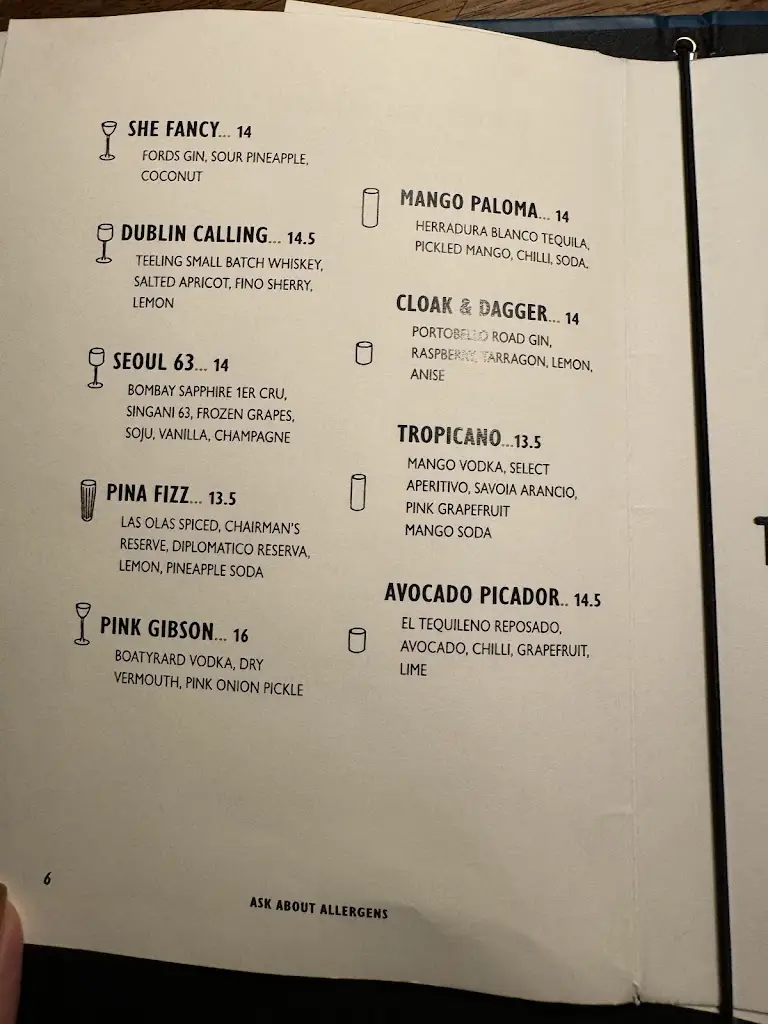 SHE FANCY... 14
FORDS GIN, SOUR PINEAPPLE,
COCONUT
DUBLIN CALLING... 14.5
TEELING SMALL BATCH WHISKEY,
SALTED APRICOT, FINO SHERRY,
LEMON
SEOUL 63... 14
BOMBAY SAPPHIRE 1ER CRU,
SINGANI 63, FROZEN GRAPES,
SOJU, VANILLA, CHAMPAGNE
PINA FIZZ... 13.5
LAS OLAS SPICED, CHAIRMAN'S
RESERVE, DIPLOMATICO RESERVA,
LEMON, PINEAPPLE SODA
PINK GIBSON... 16
BOATYRARD VODKA, DRY
VERMOUTH, PINK ONION PICKLE
MANGO PALOMA... 14
HERRADURA BLANCO TEQUILA,
PICKLED MANGO, CHILLI, SODA,
CLOAK & DAGGER... 14
PORTOBELLO ROAD GIN,
RASPBERRY, TARRAGON, LEMON,
ANISE
TROPICANO...13.5
MANGO VODKA, SELECT
APERITIVO, SAVOIA ARANCIO,
PINK GRAPEFRUIT
MANGO SODA
AVOCADO PICADOR.. 14.5
EL TEQUILENO REPOSADO,
AVOCADO, CHILLI, GRAPEFRUIT,
LIME
6
ASK ABOUT ALLERGENS